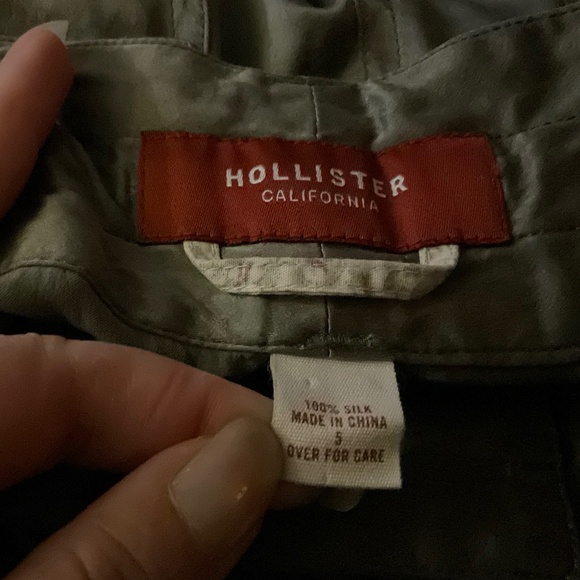 HOLLISTER
CALIFORNIA
100% SILK
MADE IN CHINA
5
OVER FOR CARE